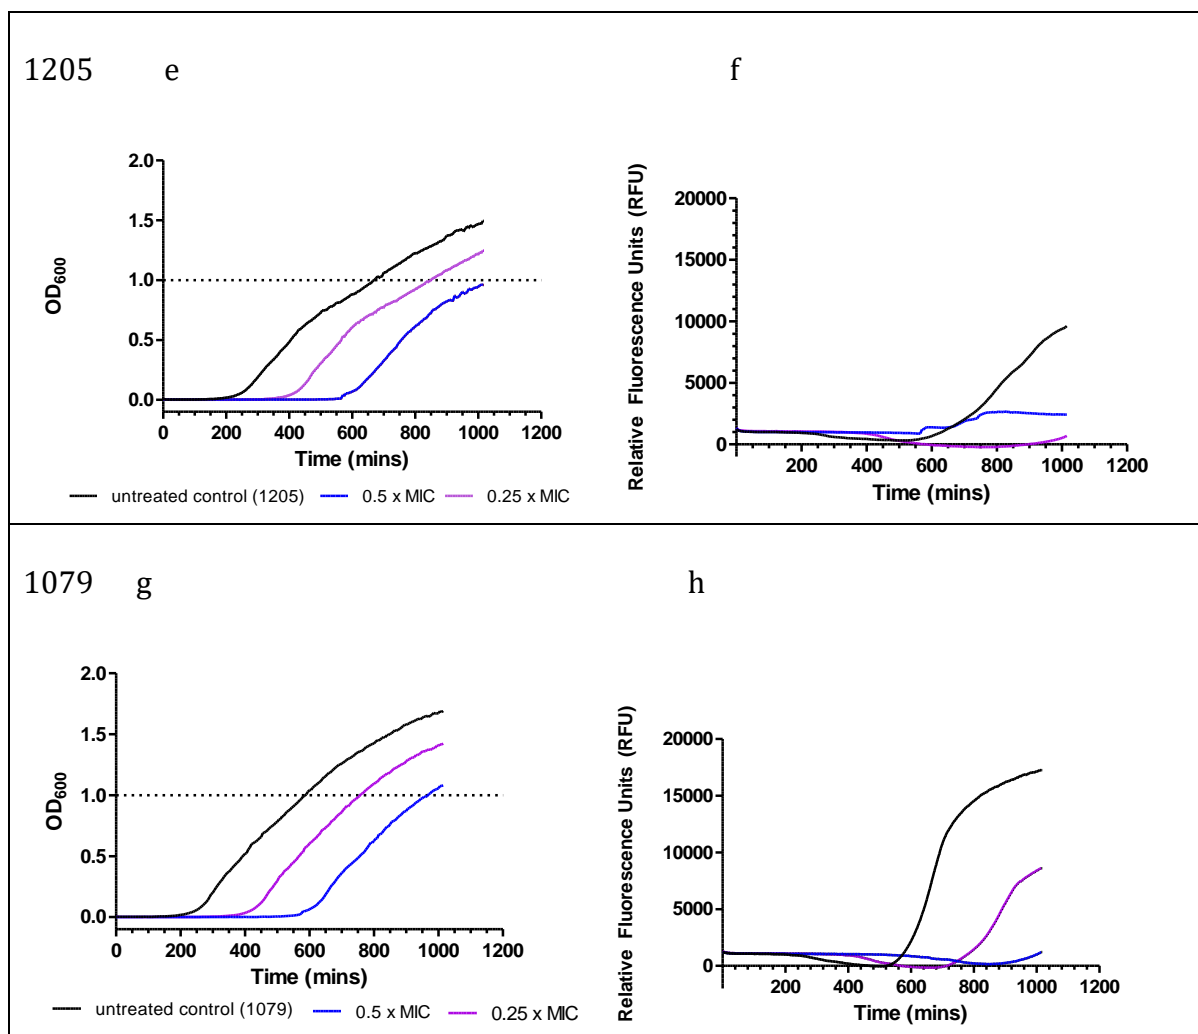 1205 e f
2.0
1.5
1.0
0.5
0.0
OD600
0 200 400 600 800 1000 1200
Time (mins)
untreated control (1205) 0.5 x MIC 0.25 x MIC
Relative Fluorescence Units (RFU)
20000
15000
10000
5000
0
200 400 600 800 1000 1200
Time (mins)
1079 g h
2.0
1.5
1.0
0.5
0.0
OD600
0 200 400 600 800 1000 1200
Time (mins)
untreated control (1079) 0.5 x MIC 0.25 x MIC
Relative Fluorescence Units (RFU)
20000
15000
10000
5000
0
200 400 600 800 1000 1200
Time (mins)